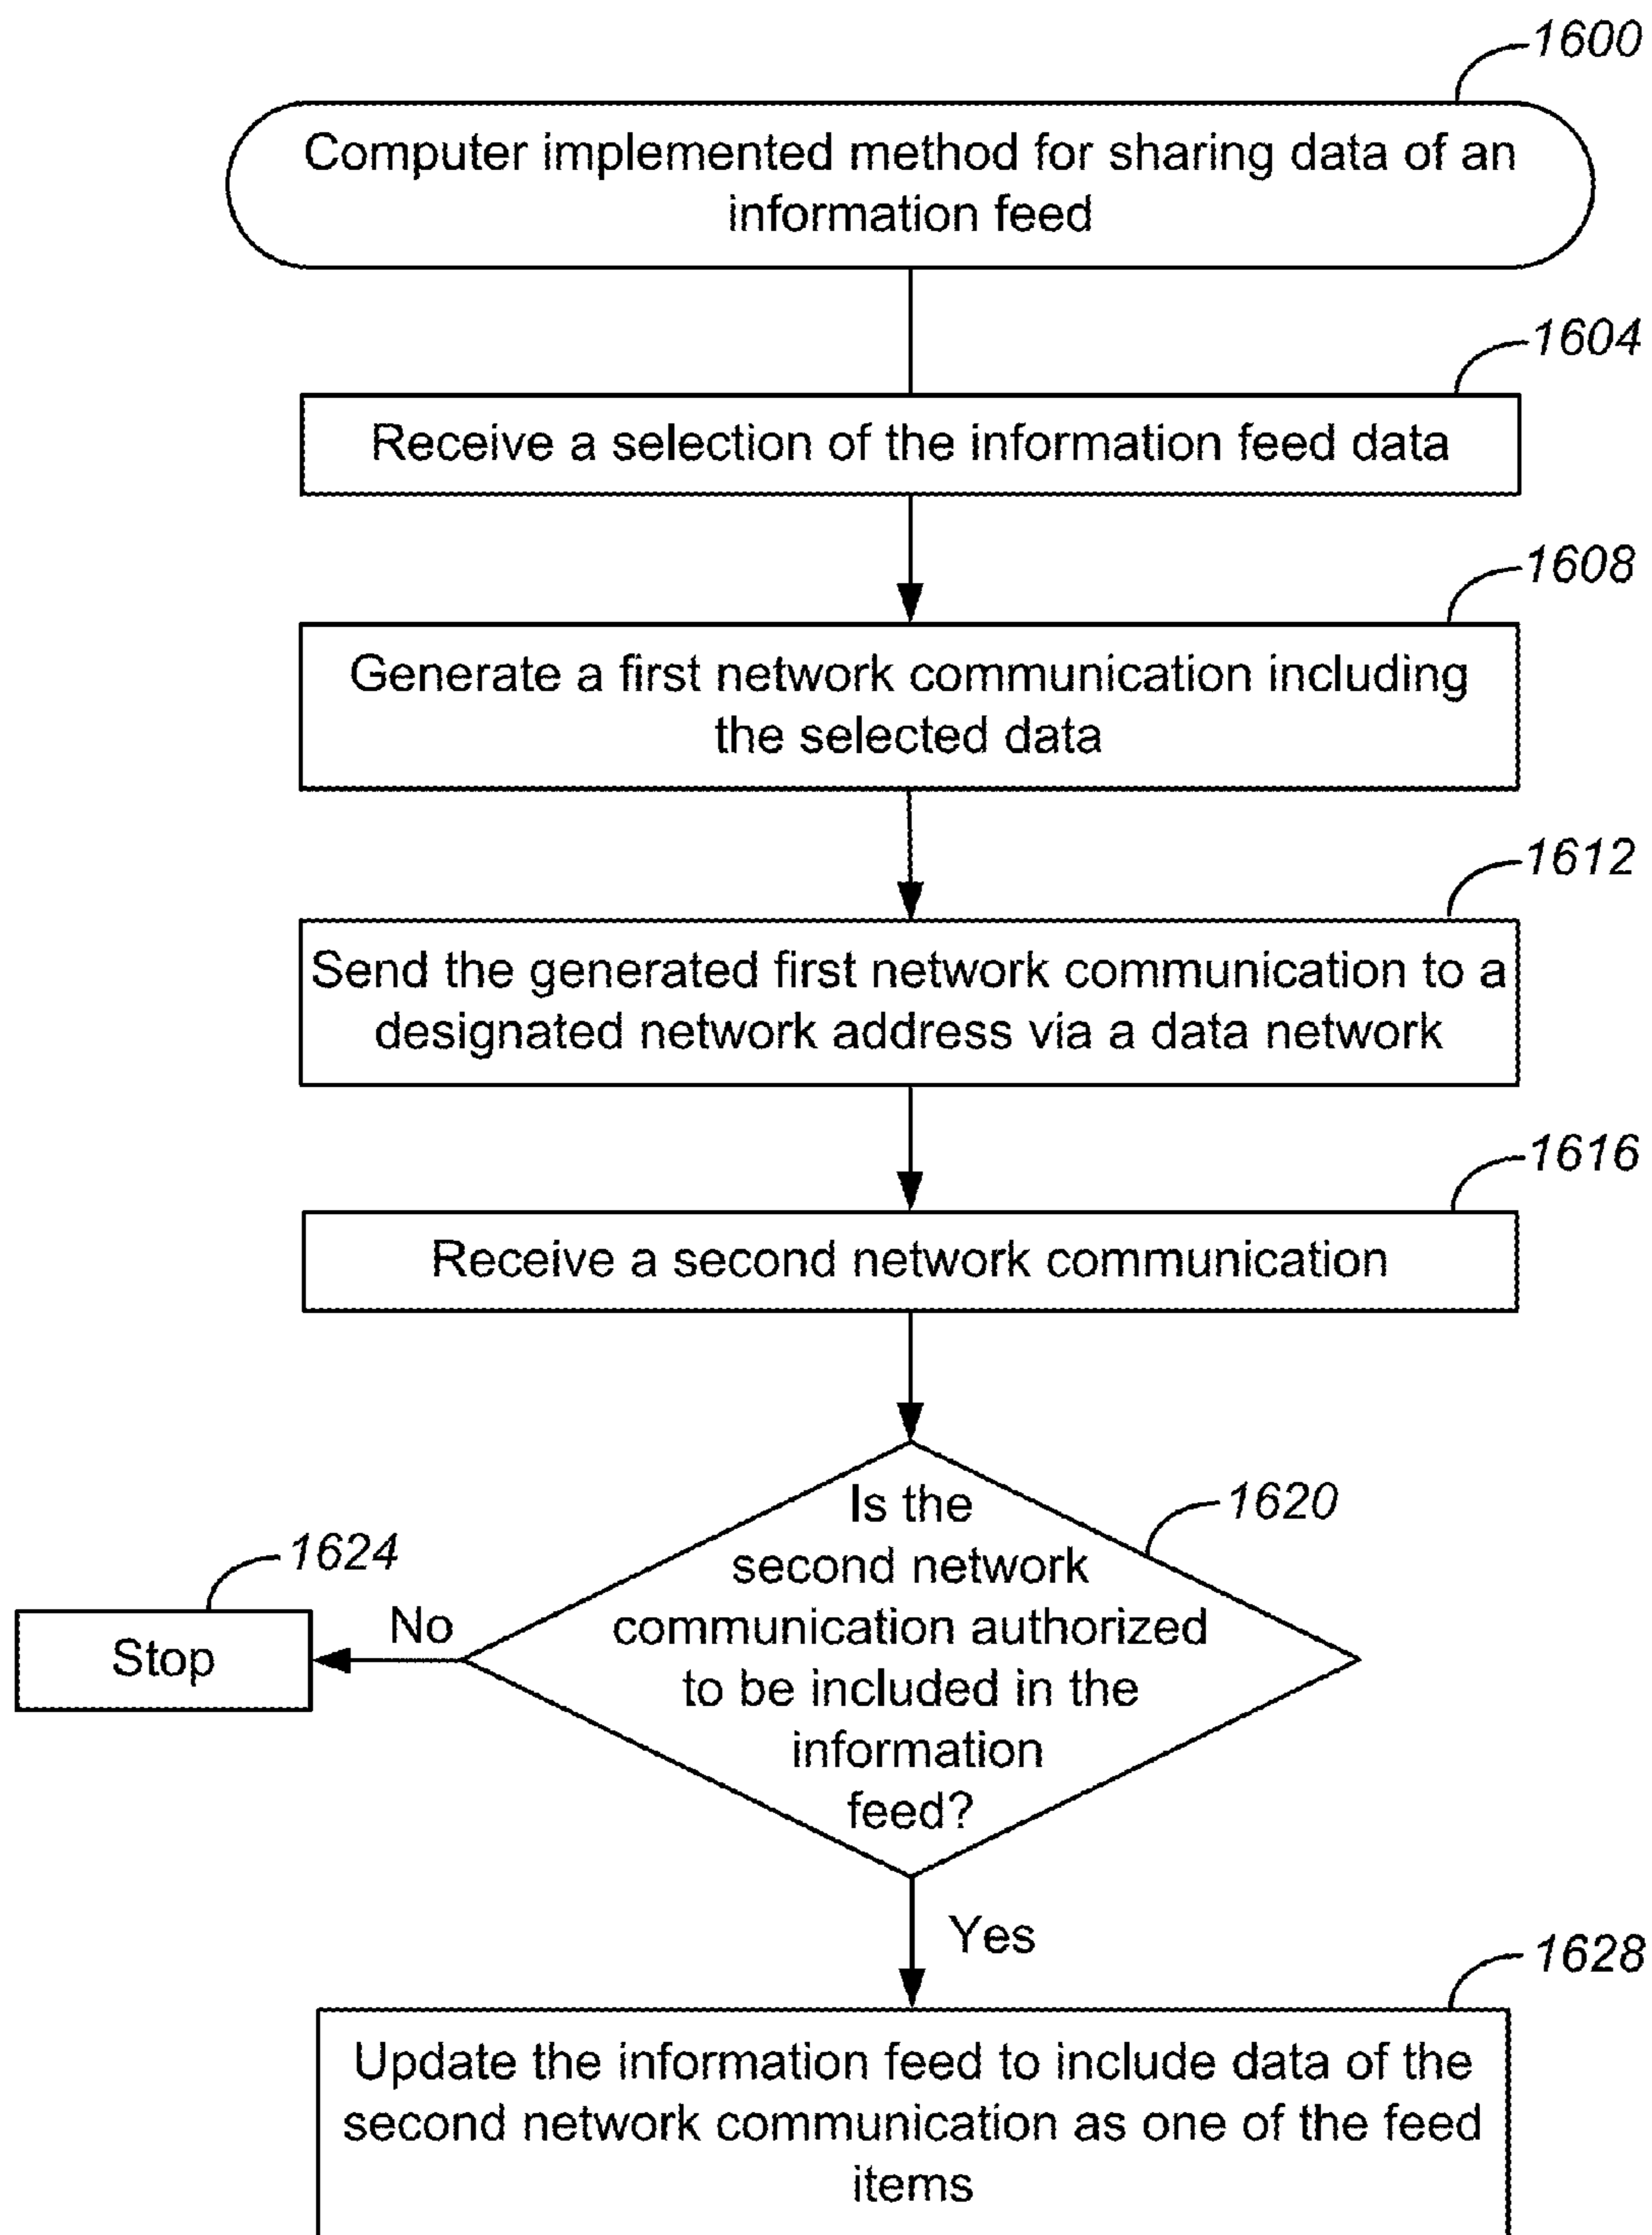 1600
Computer implemented method for sharing data of an
information feed
1604
Receive a selection of the information feed data
1608
Generate a first network communication including
the selected data
1612
Send the generated first network communication to a
designated network address via a data network
1616
Receive a second network communication
1620
Is the
second network
communication authorized
to be included in the
information
feed?
1624
No
Stop
Yes
1628
Update the information feed to include data of the
second network communication as one of the feed
items